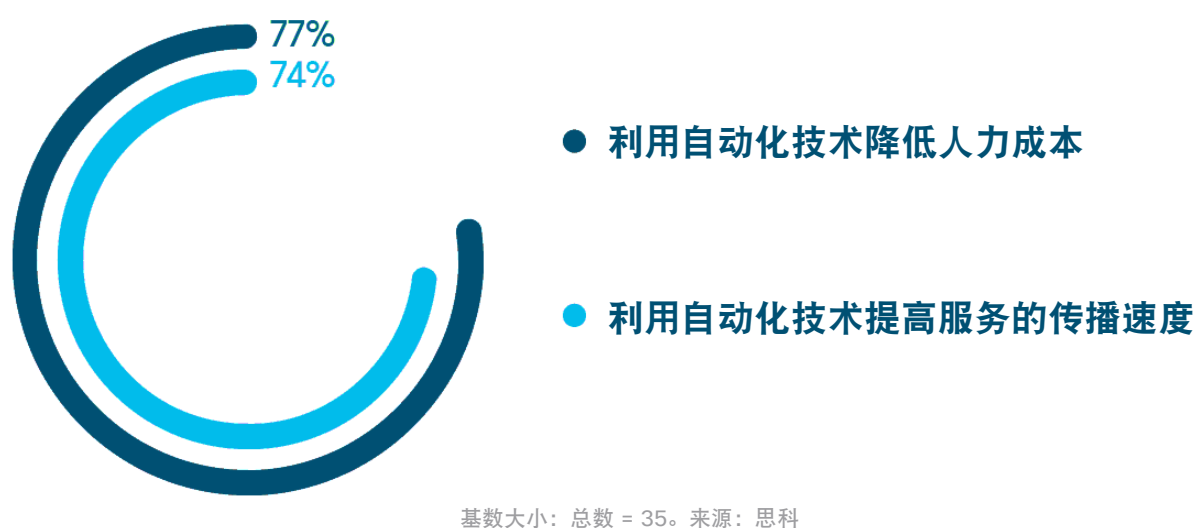 77%
74%
利用自动化技术降低人力成本
利用自动化技术提高服务的传播速度
基数大小：总数 = 35。来源：思科